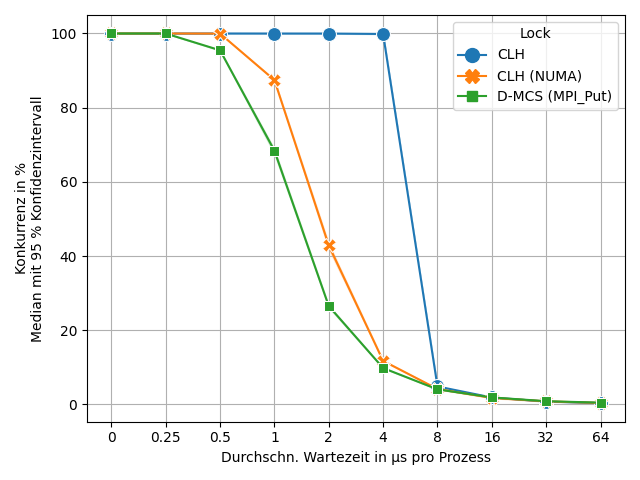 Konkurrenz in %
Median mit 95 % Konfidenzintervall
100
80
60
40
20
0
Lock
CLH
CLH (NUMA)
D-MCS (MPI_Put)
0 0.25 0.5 1 2 4 8 16 32 64
Durchschn. Wartezeit in µs pro Prozess